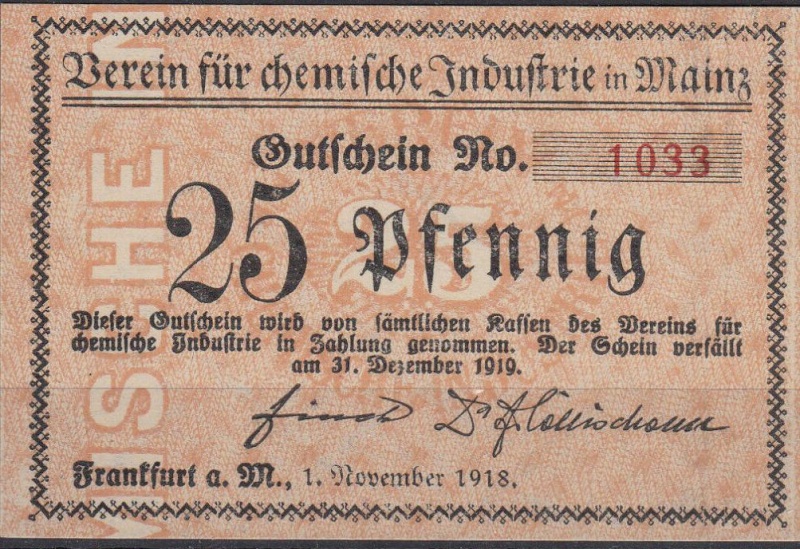 Verein für chemische Industrie in Mainz
Gutschein No. 1033
25 Pfennig
Dieser Gutschein wird von sämtlichen Kassen des Vereins für
chemische Industrie in Zahlung genommen. Der Schein verfällt
am 31. Dezember 1919.
Frankfurt a. M., 1. November 1918.